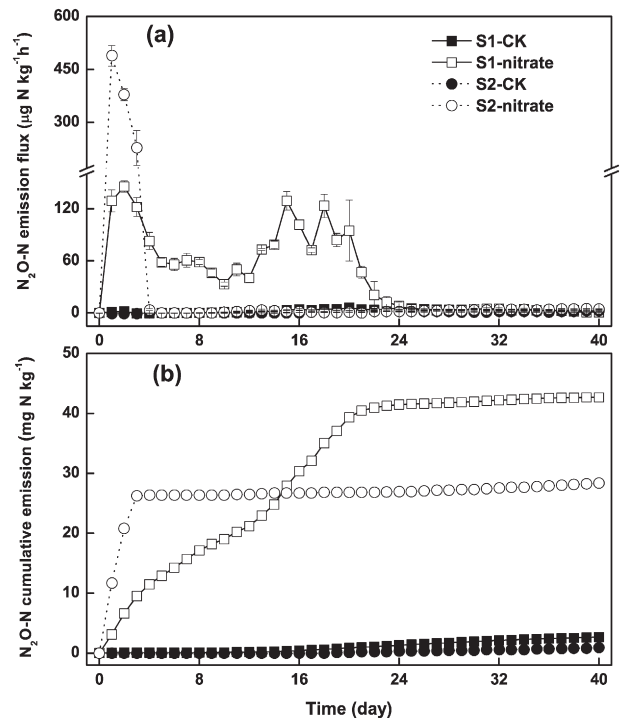 (a)
S1-CK
S1-nitrate
S2-CK
S2-nitrate
N₂O-N emission flux (µg N kg⁻¹h⁻¹)
600
450
300
120
60
0
0 8 16 24 32 40
(b)
N₂O-N cumulative emission (mg N kg⁻¹)
50
40
30
20
10
0
0 8 16 24 32 40
Time (day)